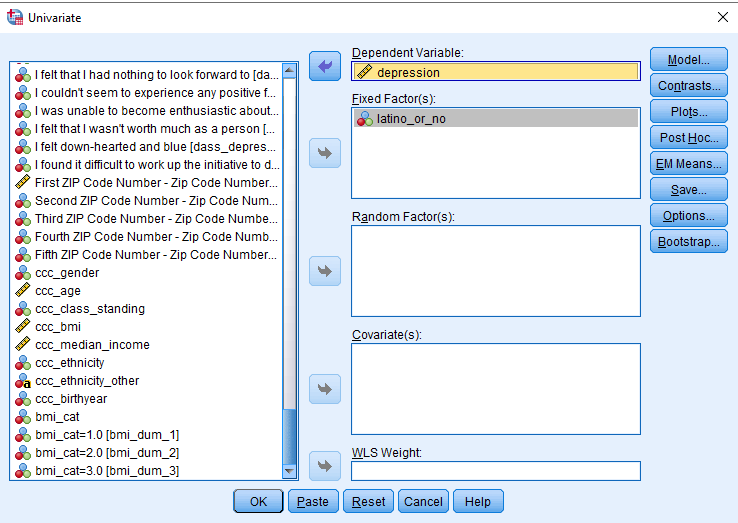 Univariate
I felt that I had nothing to look forward to [da...
I couldn't seem to experience any positive f...
I was unable to become enthusiastic about...
I felt that I wasn't worth much as a person [...
I felt down-hearted and blue [dass_depres...
I found it difficult to work up the initiative to d...
First ZIP Code Number - Zip Code Number...
Second ZIP Code Number - Zip Code Num...
Third ZIP Code Number - Zip Code Numbe...
Fourth ZIP Code Number - Zip Code Numb...
Fifth ZIP Code Number - Zip Code Number...
ccc_gender
ccc_age
ccc_class_standing
ccc_bmi
ccc_median_income
ccc_ethnicity
a ccc_ethnicity_other
ccc_birthyear
bmi_cat
bmi_cat=1.0 [bmi_dum_1]
bmi_cat=2.0 [bmi_dum_2]
bmi_cat=3.0 [bmi_dum_3]
Dependent Variable:
depression
Fixed Factor(s):
latino_or_no
Random Factor(s):
Covariate(s):
WLS Weight:
Model...
Contrasts...
Plots...
Post Hoc...
EM Means...
Save...
Options...
Bootstrap...
OK Paste Reset Cancel Help